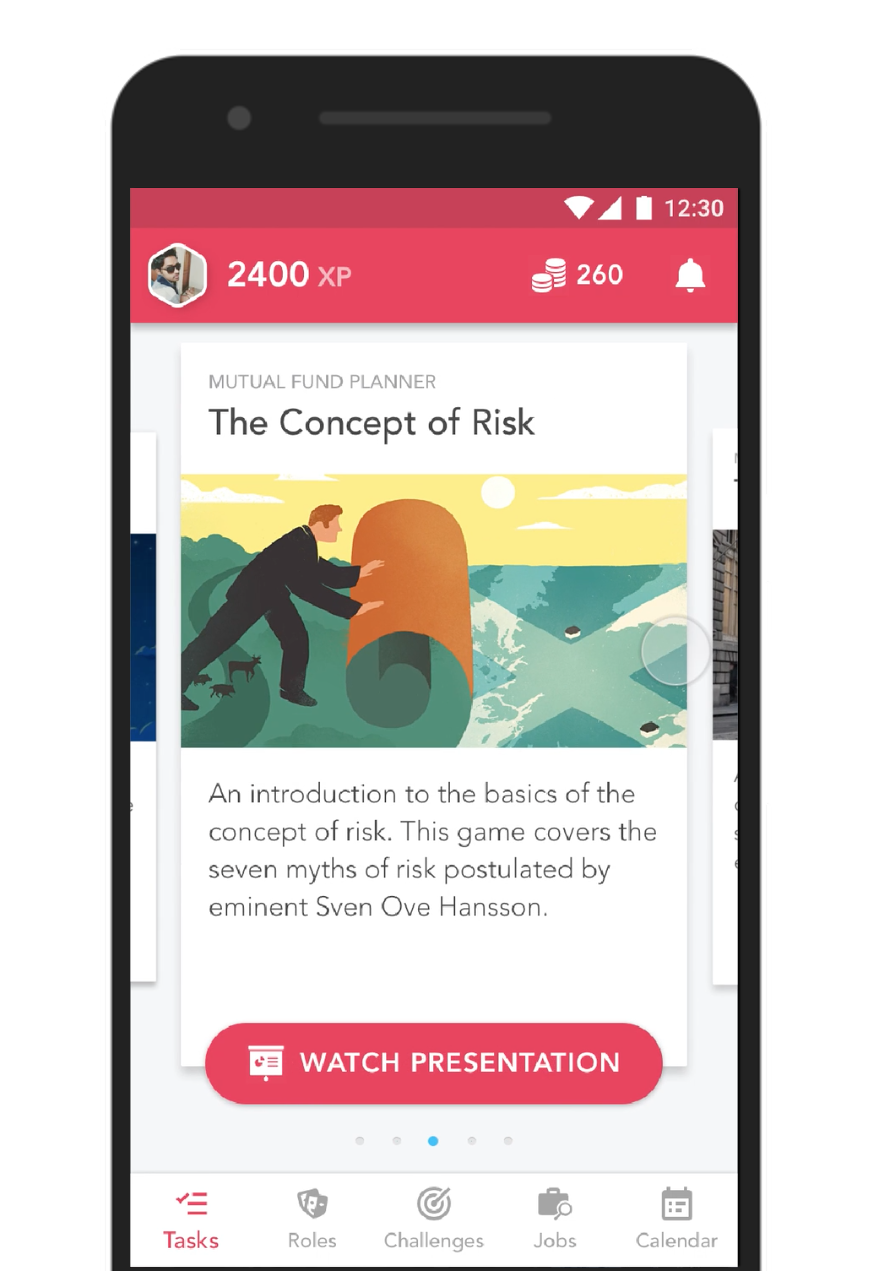 12:30
2400 XP
260
MUTUAL FUND PLANNER
The Concept of Risk
An introduction to the basics of the
concept of risk. This game covers the
seven myths of risk postulated by
eminent Sven Ove Hansson.
WATCH PRESENTATION
Tasks
Roles
Challenges
Jobs
Calendar